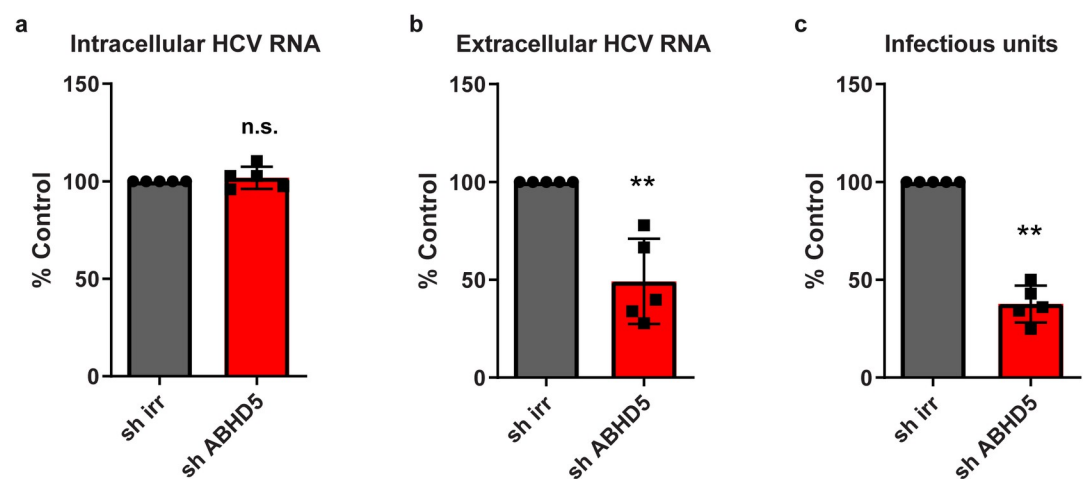 a
Intracellular HCV RNA
% Control
150
100
50
0
n.s.
sh irr
sh ABHD5
b
Extracellular HCV RNA
% Control
150
100
50
0
**
sh irr
sh ABHD5
c
Infectious units
% Control
150
100
50
0
**
sh irr
sh ABHD5